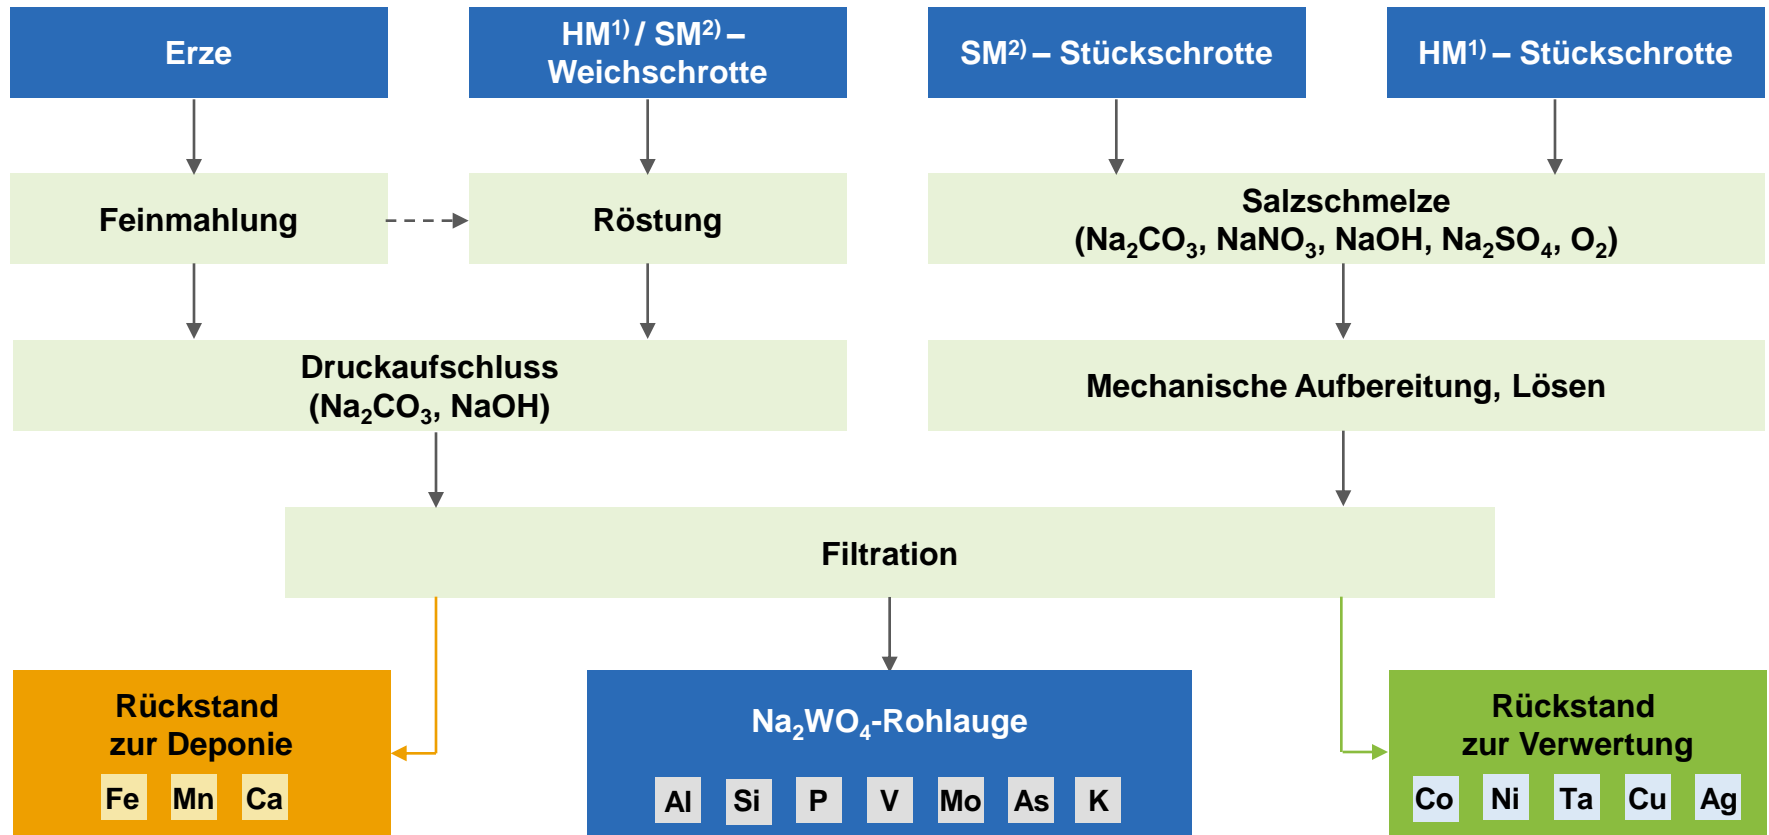 Erze
HM¹⁾ / SM²⁾ –
Weichschrotte
SM²⁾ – Stückschrotte
HM¹⁾ – Stückschrotte
Feinmahlung
Röstung
Salzschmelze
(Na₂CO₃, NaNO₃, NaOH, Na₂SO₄, O₂)
Druckaufschluss
(Na₂CO₃, NaOH)
Mechanische Aufbereitung, Lösen
Filtration
Rückstand
zur Deponie
Fe Mn Ca
Na₂WO₄-Rohlauge
Al Si P V Mo As K
Rückstand
zur Verwertung
Co Ni Ta Cu Ag